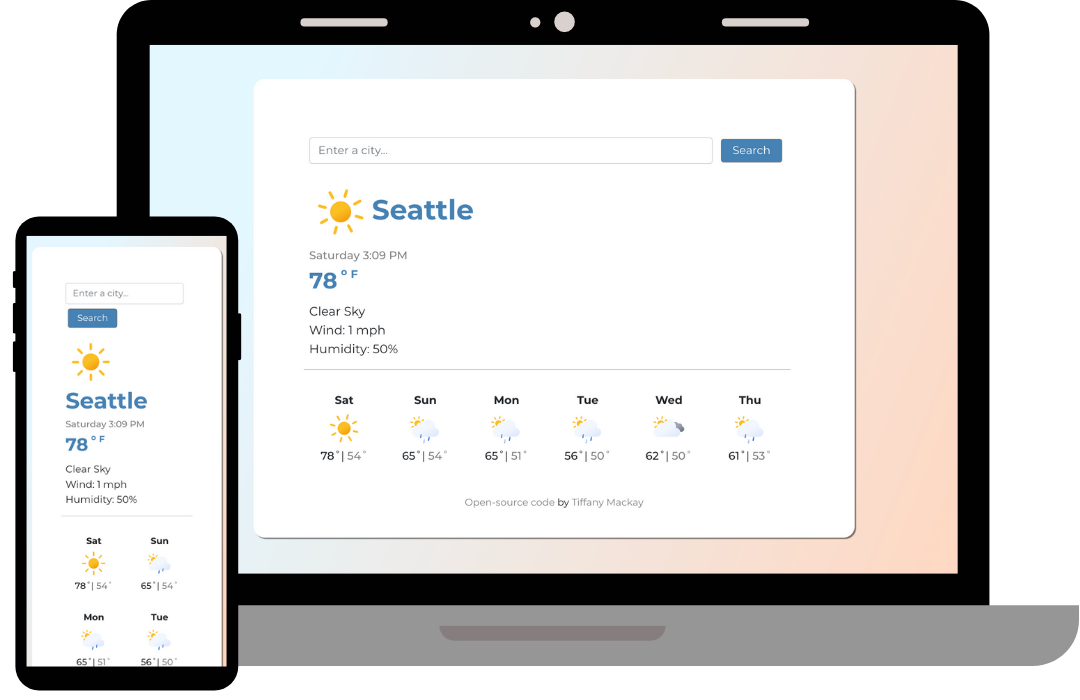 Enter a city...
Search
Seattle
Saturday 3:09 PM
78° F
Clear Sky
Wind: 1 mph
Humidity: 50%
Sat Sun Mon Tue Wed Thu
78°| 54° 65°| 54° 65°| 51° 56°| 50° 62°| 50° 61°| 53°
Open-source code by Tiffany Mackay
Enter a city...
Search
Seattle
Saturday 3:09 PM
78° F
Clear Sky
Wind: 1 mph
Humidity: 50%
Sat Sun
78°| 54° 65°| 54°
Mon Tue
65°| 51° 56°| 50°